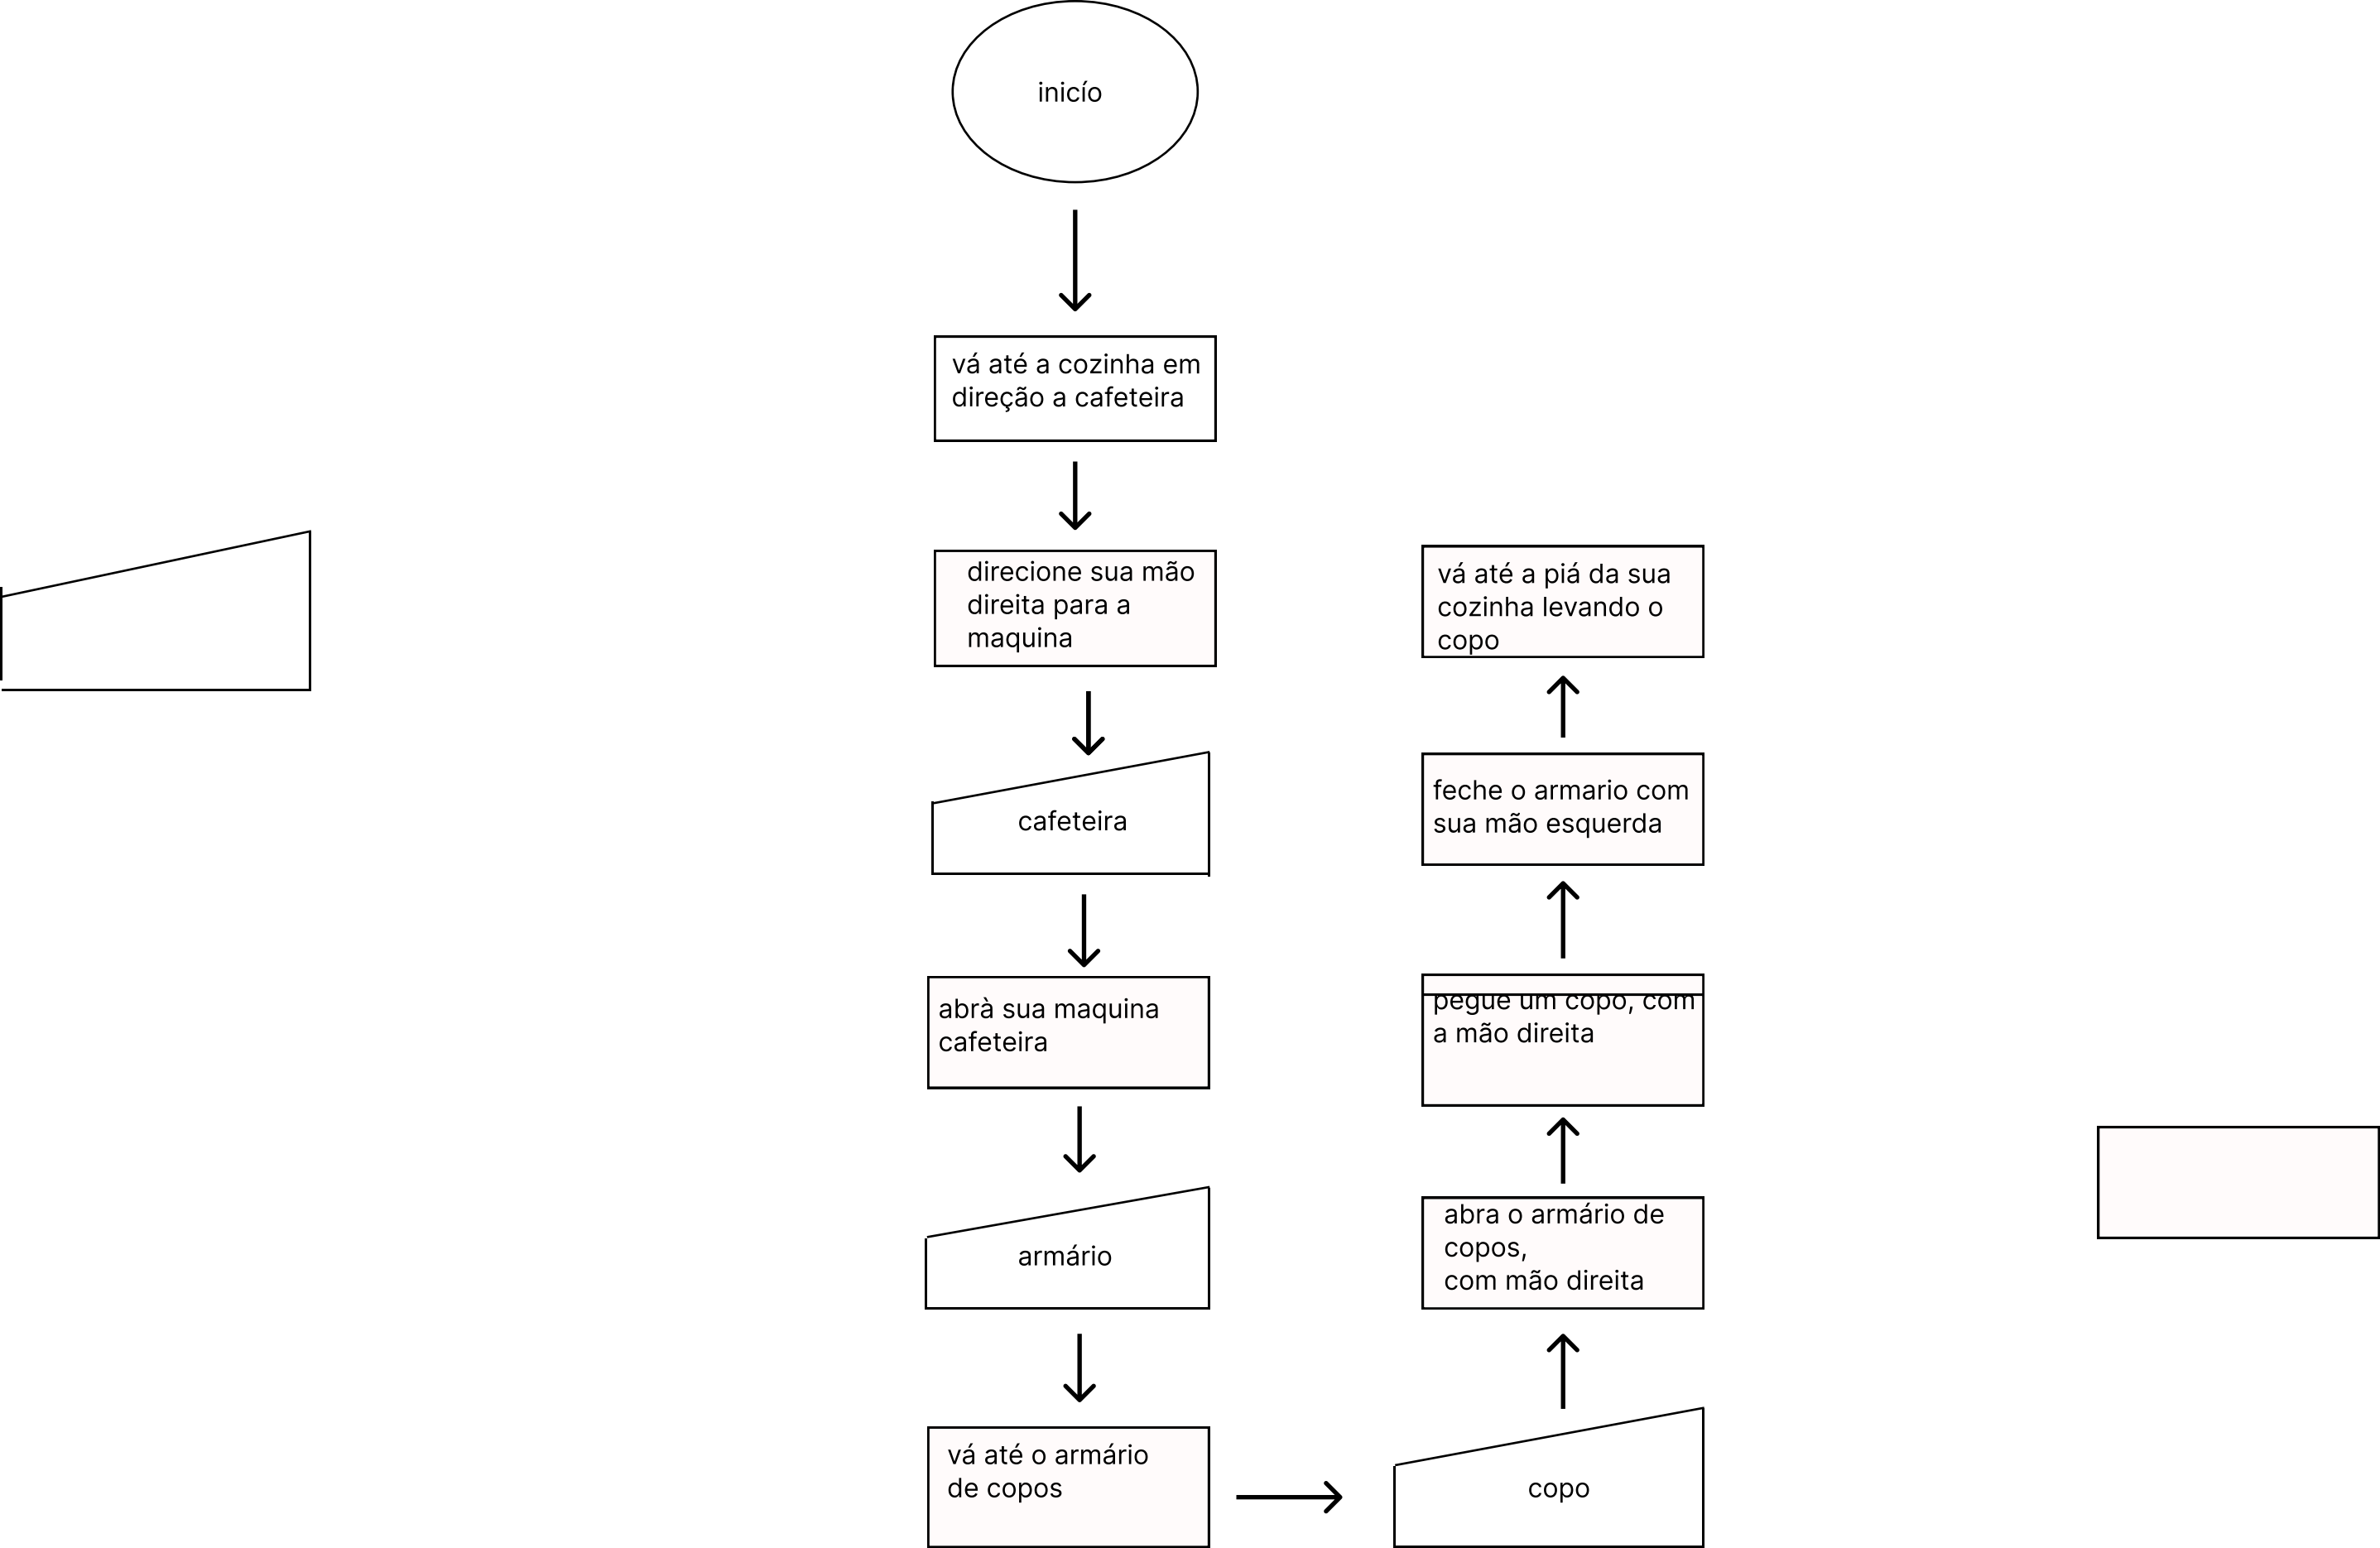 inicío
vá até a cozinha em
direção a cafeteira
direcione sua mão
direita para a
maquina
cafeteira
abrà sua maquina
cafeteira
armário
vá até o armário
de copos
copo
abra o armário de
copos,
com mão direita
pegue um copo, com
a mão direita
feche o armario com
sua mão esquerda
vá até a piá da sua
cozinha levando o
copo